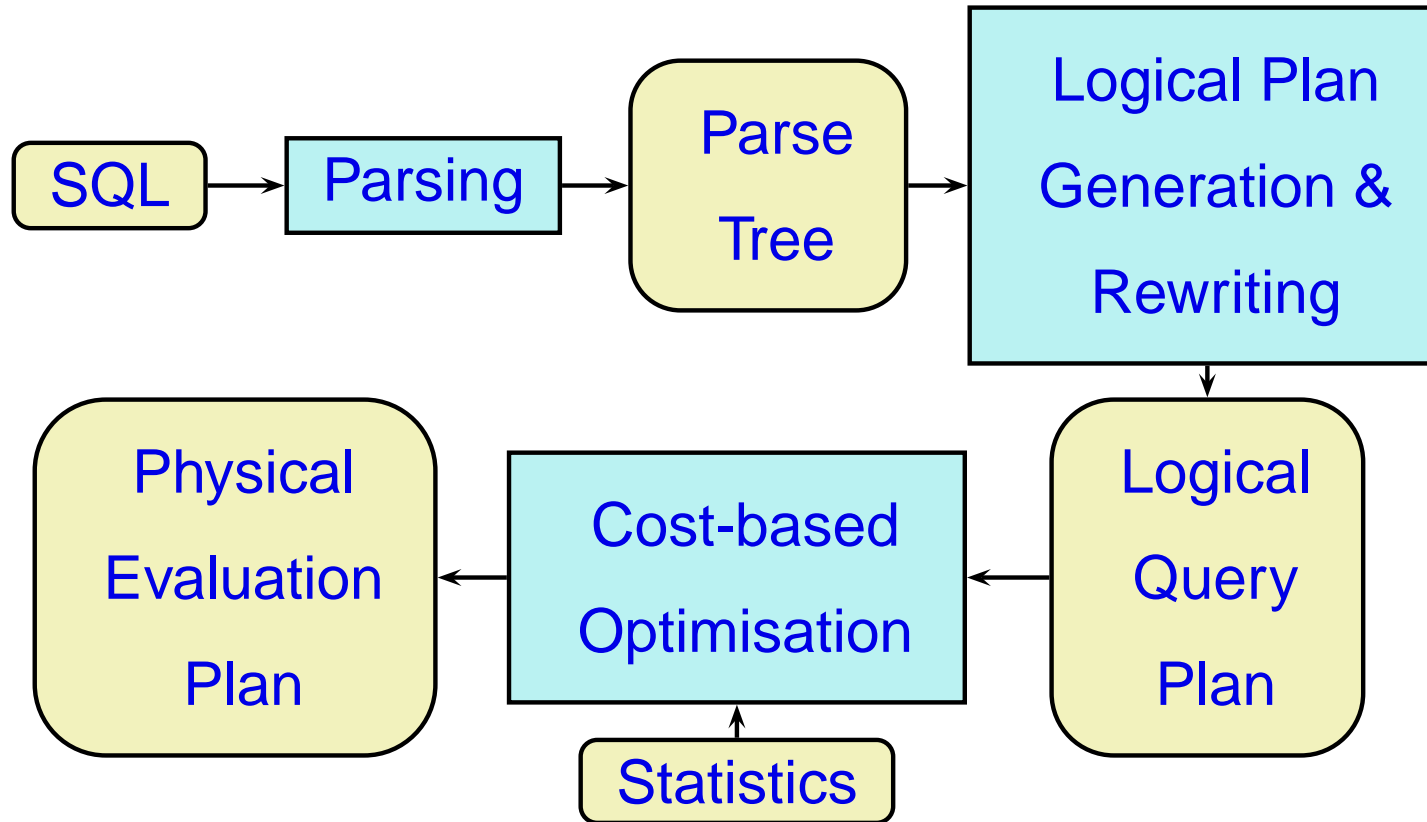 SQL
Parsing
Parse
Tree
Logical Plan
Generation &
Rewriting
Logical
Query
Plan
Cost-based
Optimisation
Statistics
Physical
Evaluation
Plan